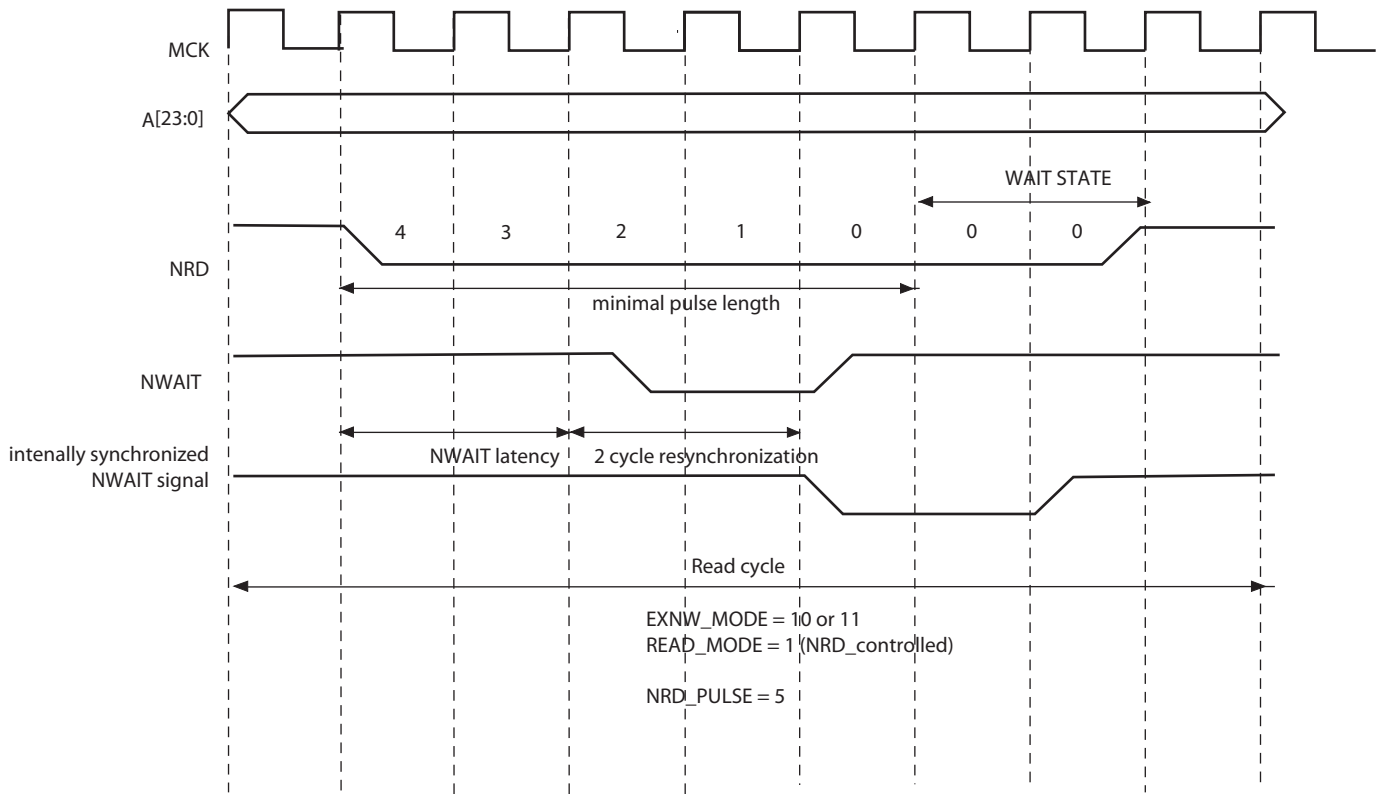 MCK
A[23:0]
WAIT STATE
4 3 2 1 0 0 0
NRD
minimal pulse length
NWAIT
intenally synchronized
NWAIT signal
NWAIT latency
2 cycle resynchronization
Read cycle
EXNW_MODE = 10 or 11
READ_MODE = 1 (NRD_controlled)
NRD_PULSE = 5